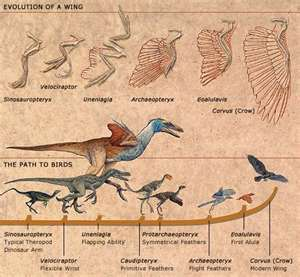 EVOLUTION OF A WING
Velociraptor
Sinosauropteryx
Unenlagia
Archaeopteryx
Eoalulavis
Corvus (Crow)
THE PATH TO BIRDS
Sinosauropteryx
Typical Theropod
Dinosaur Arm
Unenlagia
Flapping Ability
Protarchaeopteryx
Symmetrical Feathers
Eoalulavis
First Alula
Velociraptor
Flexible Wrist
Caudipteryx
Primitive Feathers
Archaeopteryx
Flight Feathers
Corvus (Crow)
Modern Wing